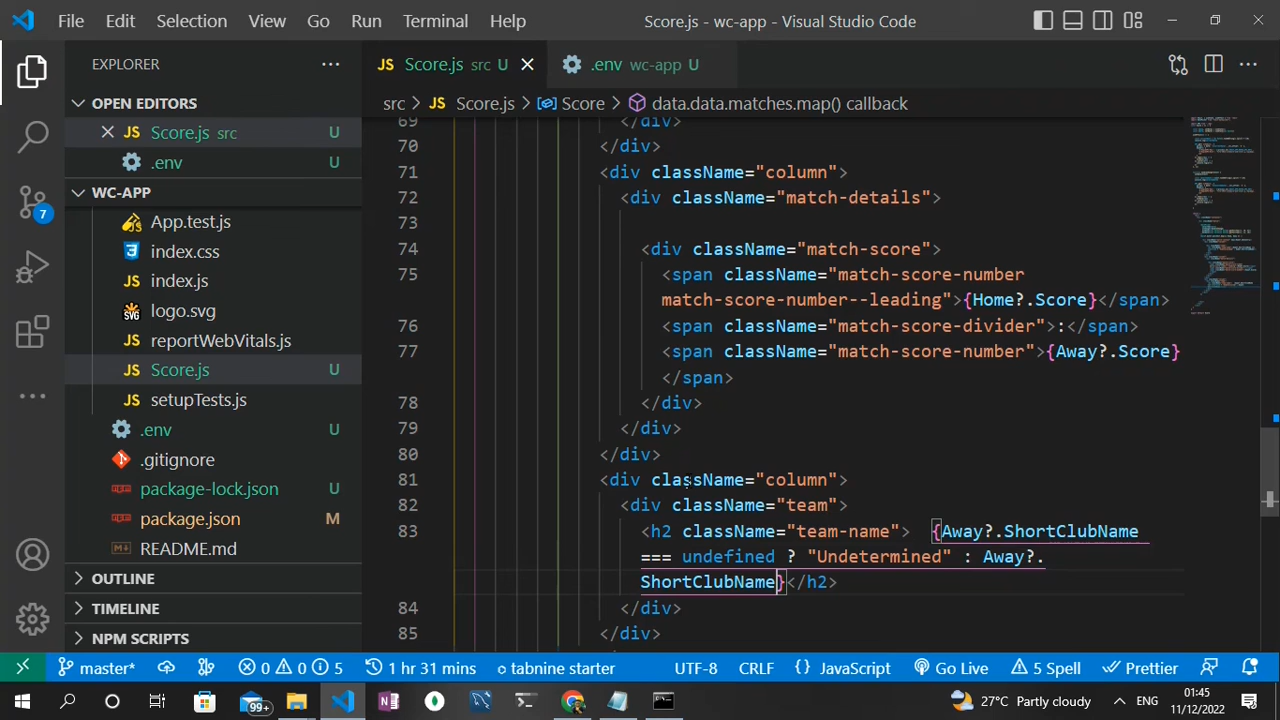 File Edit Selection View Go Run Terminal Help Score.js - wc-app - Visual Studio Code
EXPLORER
OPEN EDITORS
Score.js src U
.env U
WC-APP
App.test.js
index.css
index.js
logo.svg
reportWebVitals.js
Score.js U
setupTests.js
.env U
.gitignore
package-lock.json U
package.json M
README.md
OUTLINE
TIMELINE
NPM SCRIPTS
7
Score.js src U
.env wc-app U
src > Score.js > Score > data.data.matches.map() callback
69 </div>
70 </div>
71 <div className="column">
72 <div className="match-details">
73
74 <div className="match-score">
75 <span className="match-score-number
match-score-number--leading">{Home?.Score}</span>
76 <span className="match-score-divider">:</span>
77 <span className="match-score-number">{Away?.Score}
</span>
78 </div>
79 </div>
80 </div>
81 <div className="column">
82 <div className="team">
83 <h2 className="team-name"> {Away?.ShortClubName
=== undefined ? "Undetermined" : Away?.
ShortClubName}</h2>
84 </div>
85 </div>
master* 0 0 5 1 hr 31 mins tabnine starter UTF-8 CRLF {} JavaScript Go Live 5 Spell Prettier
99+ 27°C Partly cloudy ENG 01:45
11/12/2022